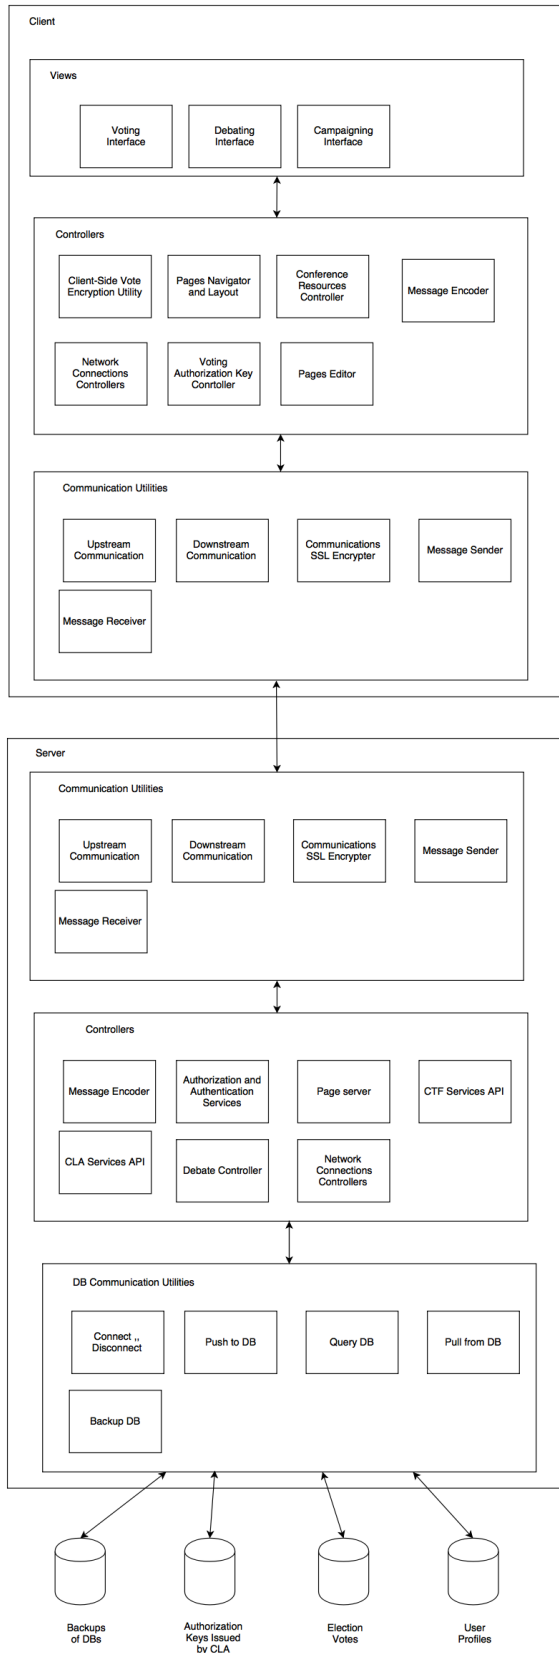 Client
Views
Voting
Interface
Debating
Interface
Campaigning
Interface
Controllers
Client-Side Vote
Encryption Utility
Pages Navigator
and Layout
Conference
Resources
Controller
Message Encoder
Network
Connections
Controllers
Voting
Authorization Key
Conrtoller
Pages Editor
Communication Utilities
Upstream
Communication
Downstream
Communication
Communications
SSL Encrypter
Message Sender
Message Receiver
Server
Communication Utilities
Upstream
Communication
Downstream
Communication
Communications
SSL Encrypter
Message Sender
Message Receiver
Controllers
Message Encoder
Authorization and
Authentication
Services
Page server
CTF Services API
CLA Services API
Debate Controller
Network
Connections
Controllers
DB Communication Utilities
Connect ,,
Disconnect
Push to DB
Query DB
Pull from DB
Backup DB
Backups
of DBs
Authorization
Keys Issued
by CLA
Election
Votes
User
Profiles